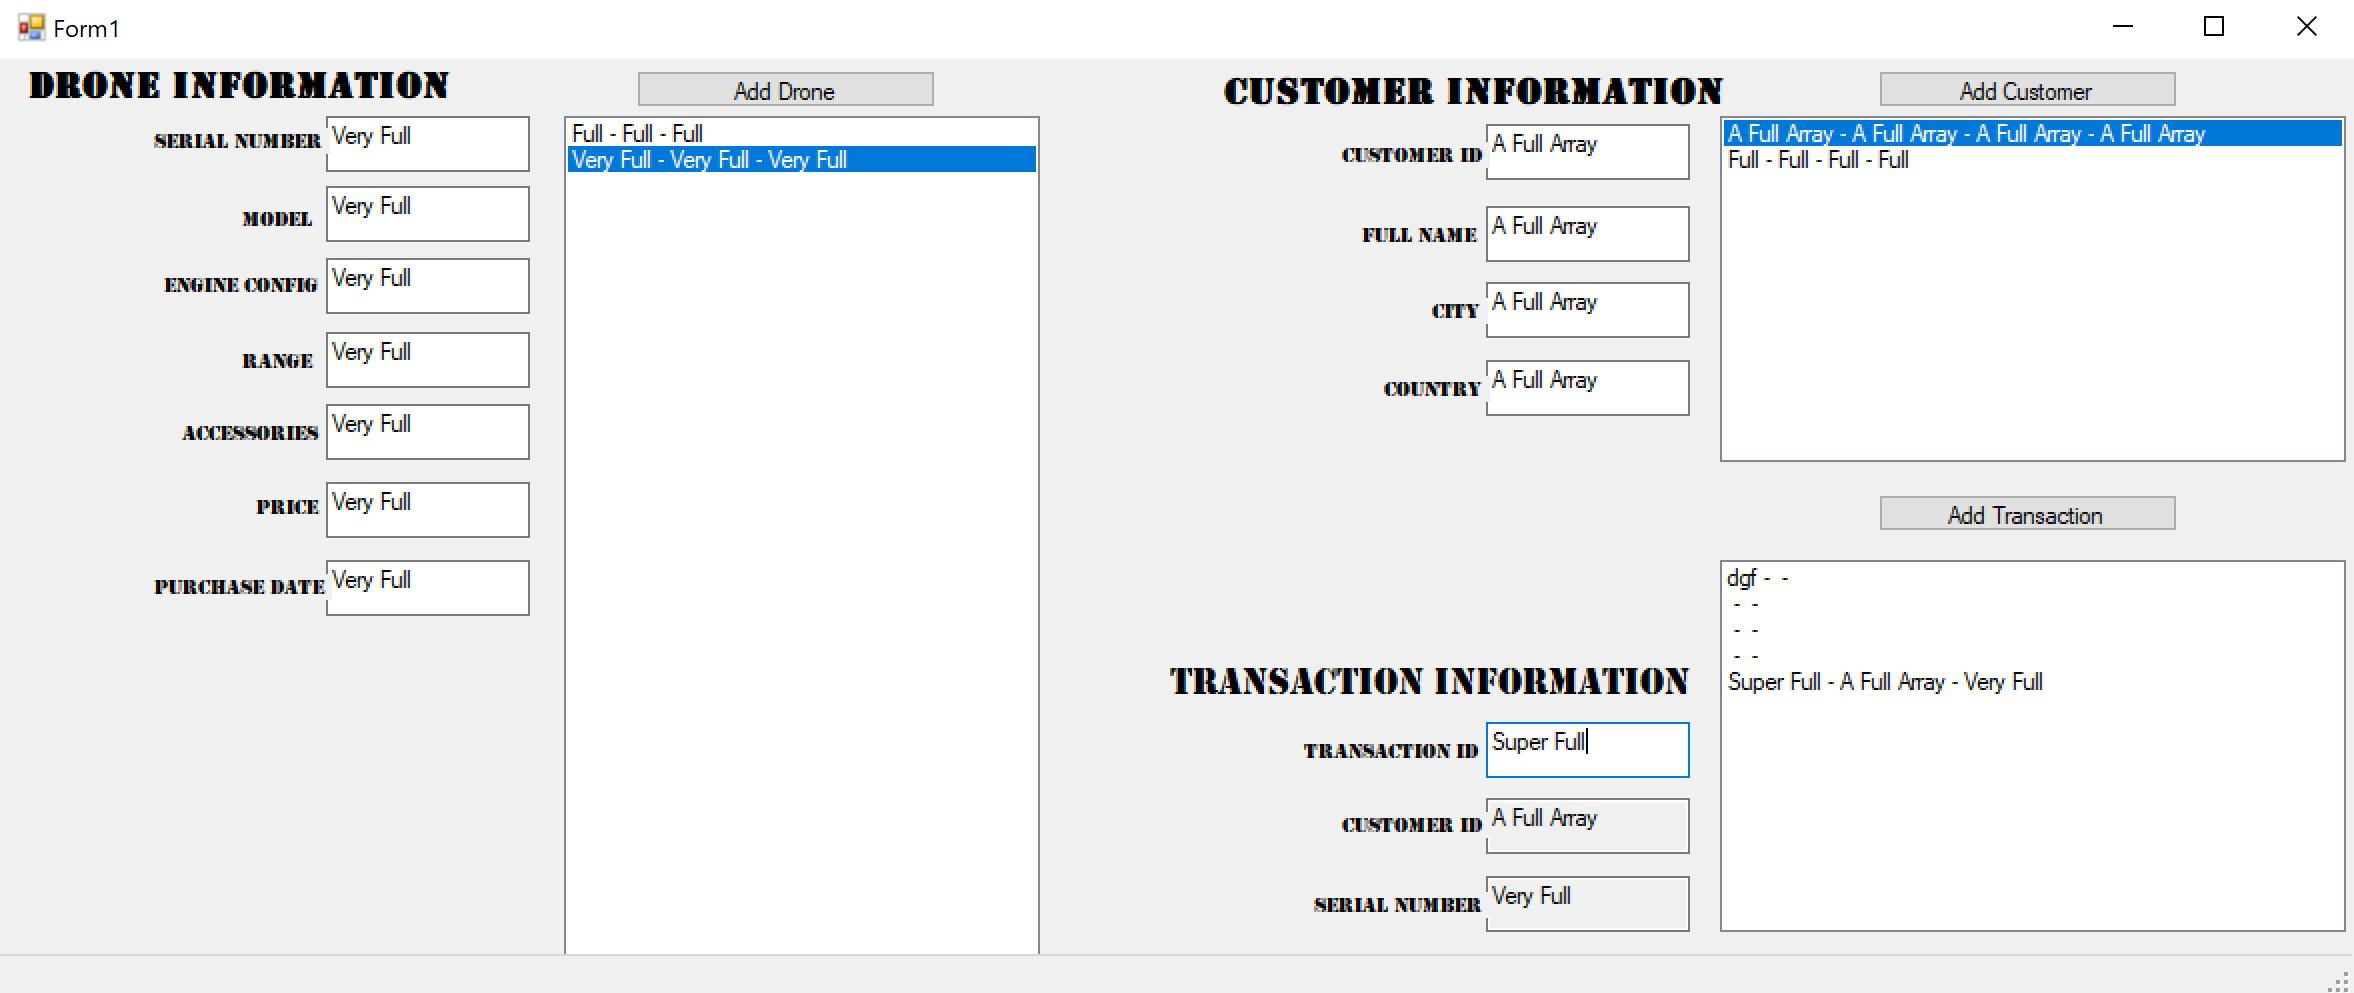 Form1
DRONE INFORMATION
Add Drone
SERIAL NUMBER Very Full
MODEL Very Full
ENGINE CONFIG Very Full
RANGE Very Full
ACCESSORIES Very Full
PRICE Very Full
PURCHASE DATE Very Full
Full - Full - Full
Very Full - Very Full - Very Full
CUSTOMER INFORMATION
Add Customer
CUSTOMER ID A Full Array
FULL NAME A Full Array
CITY A Full Array
COUNTRY A Full Array
A Full Array - A Full Array - A Full Array - A Full Array
Full - Full - Full - Full
Add Transaction
TRANSACTION INFORMATION
TRANSACTION ID Super Full
CUSTOMER ID A Full Array
SERIAL NUMBER Very Full
dgf - -
- -
- -
- -
Super Full - A Full Array - Very Full